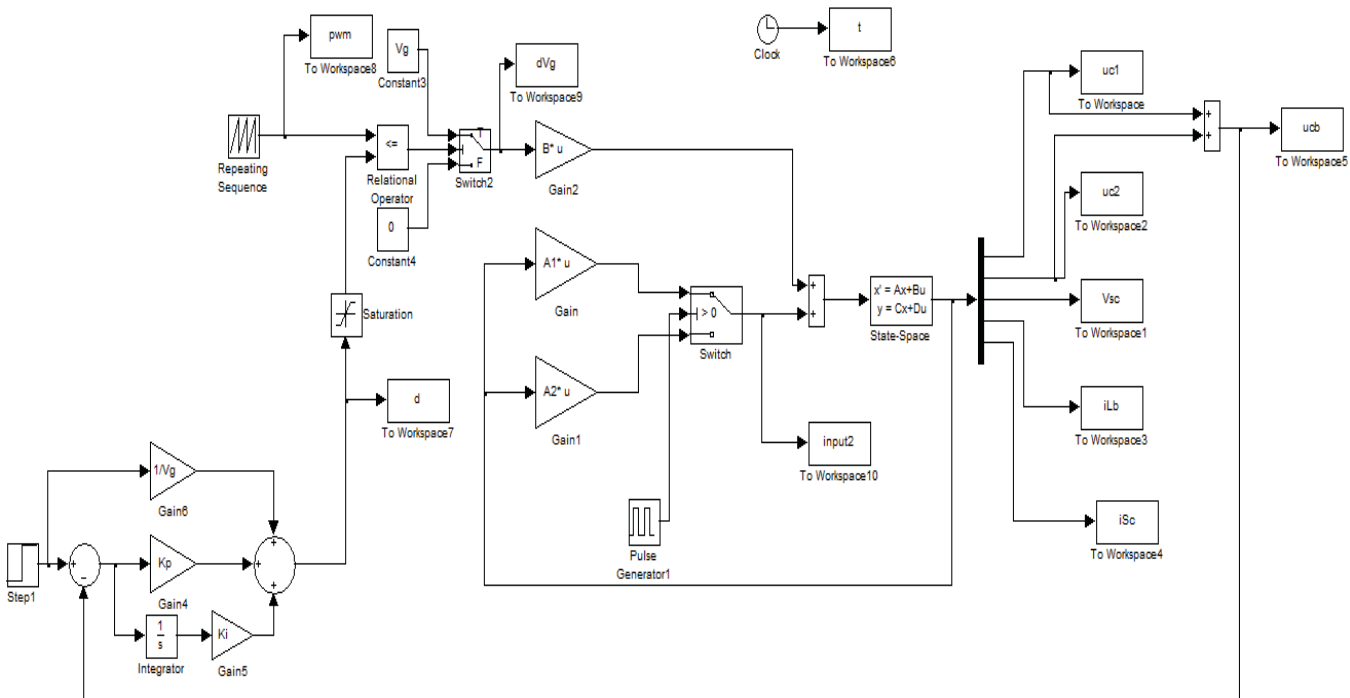 pwm
To Workspace8
Vg
Constant3
dVg
To Workspace9
Clock
t
To Workspace6
uc1
To Workspace
+
+
ucb
To Workspace5
Repeating
Sequence
<=
Relational
Operator
T
F
Switch2
B* u
Gain2
0
Constant4
uc2
To Workspace2
Saturation
A1* u
Gain
> 0
Switch
+
+
x' = Ax+Bu
y = Cx+Du
State-Space
Vsc
To Workspace1
A2* u
Gain1
d
To Workspace7
iLb
To Workspace3
input2
To Workspace10
1/Vg
Gain6
Pulse
Generator1
iSc
To Workspace4
Step1
+
−
Kp
Gain4
+
+
+
1
s
Integrator
Ki
Gain5